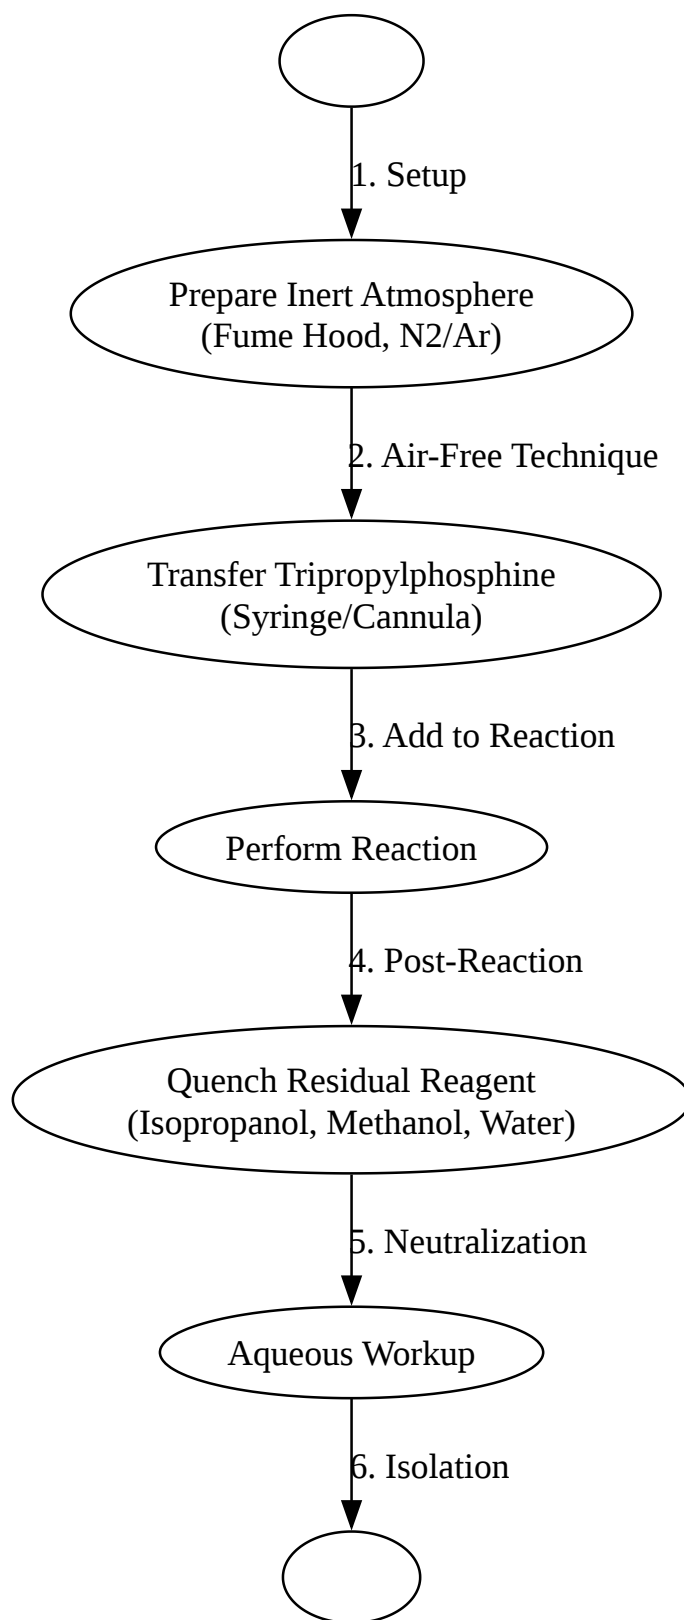 1. Setup
Prepare Inert Atmosphere
(Fume Hood, N2/Ar)
2. Air-Free Technique
Transfer Tripropylphosphine
(Syringe/Cannula)
3. Add to Reaction
Perform Reaction
4. Post-Reaction
Quench Residual Reagent
(Isopropanol, Methanol, Water)
5. Neutralization
Aqueous Workup
6. Isolation